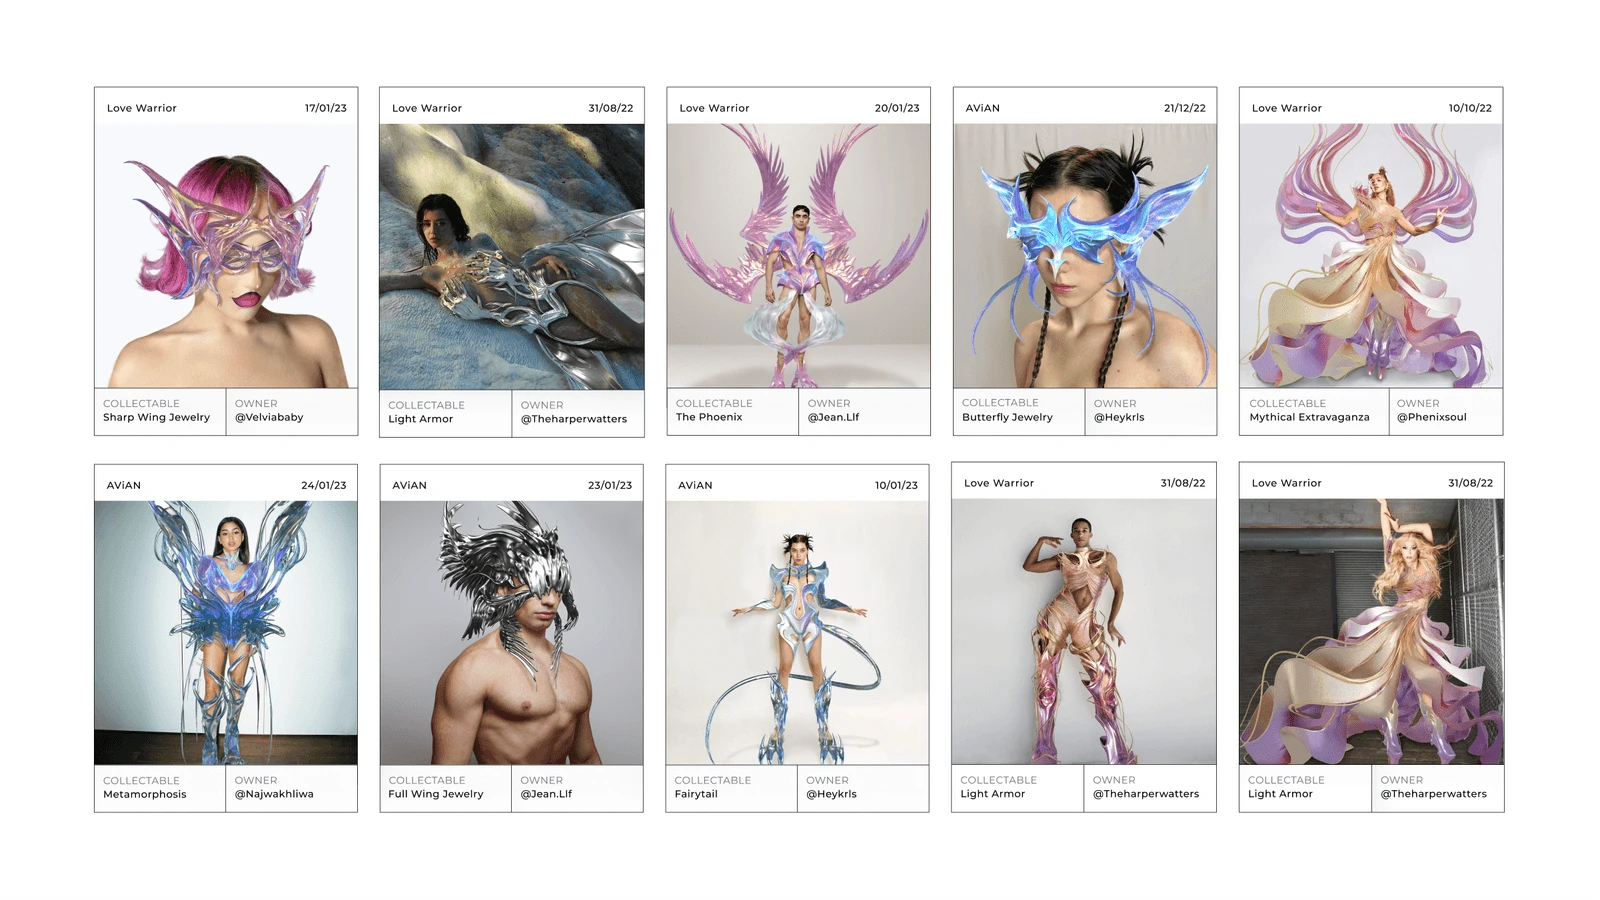 Love Warrior 17/01/23
COLLECTABLE OWNER
Sharp Wing Jewelry @Velviababy
Love Warrior 31/08/22
COLLECTABLE OWNER
Light Armor @Theharperwatters
Love Warrior 20/01/23
COLLECTABLE OWNER
The Phoenix @Jean.Llf
AViAN 21/12/22
COLLECTABLE OWNER
Butterfly Jewelry @Heykrls
Love Warrior 10/10/22
COLLECTABLE OWNER
Mythical Extravaganza @Phenixsoul
AViAN 24/01/23
COLLECTABLE OWNER
Metamorphosis @Najwakhliwa
AViAN 23/01/23
COLLECTABLE OWNER
Full Wing Jewelry @Jean.Llf
AViAN 10/01/23
COLLECTABLE OWNER
Fairytail @Heykrls
Love Warrior 31/08/22
COLLECTABLE OWNER
Light Armor @Theharperwatters
Love Warrior 31/08/22
COLLECTABLE OWNER
Light Armor @Theharperwatters